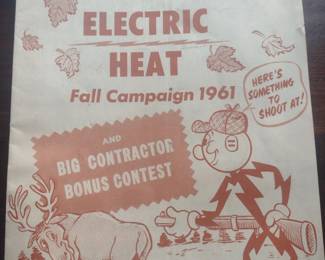 ELECTRIC
HEAT
Fall Campaign 1961
HERE'S
SOMETHING
TO
SHOOT AT!
AND
BIG CONTRACTOR
BONUS CONTEST